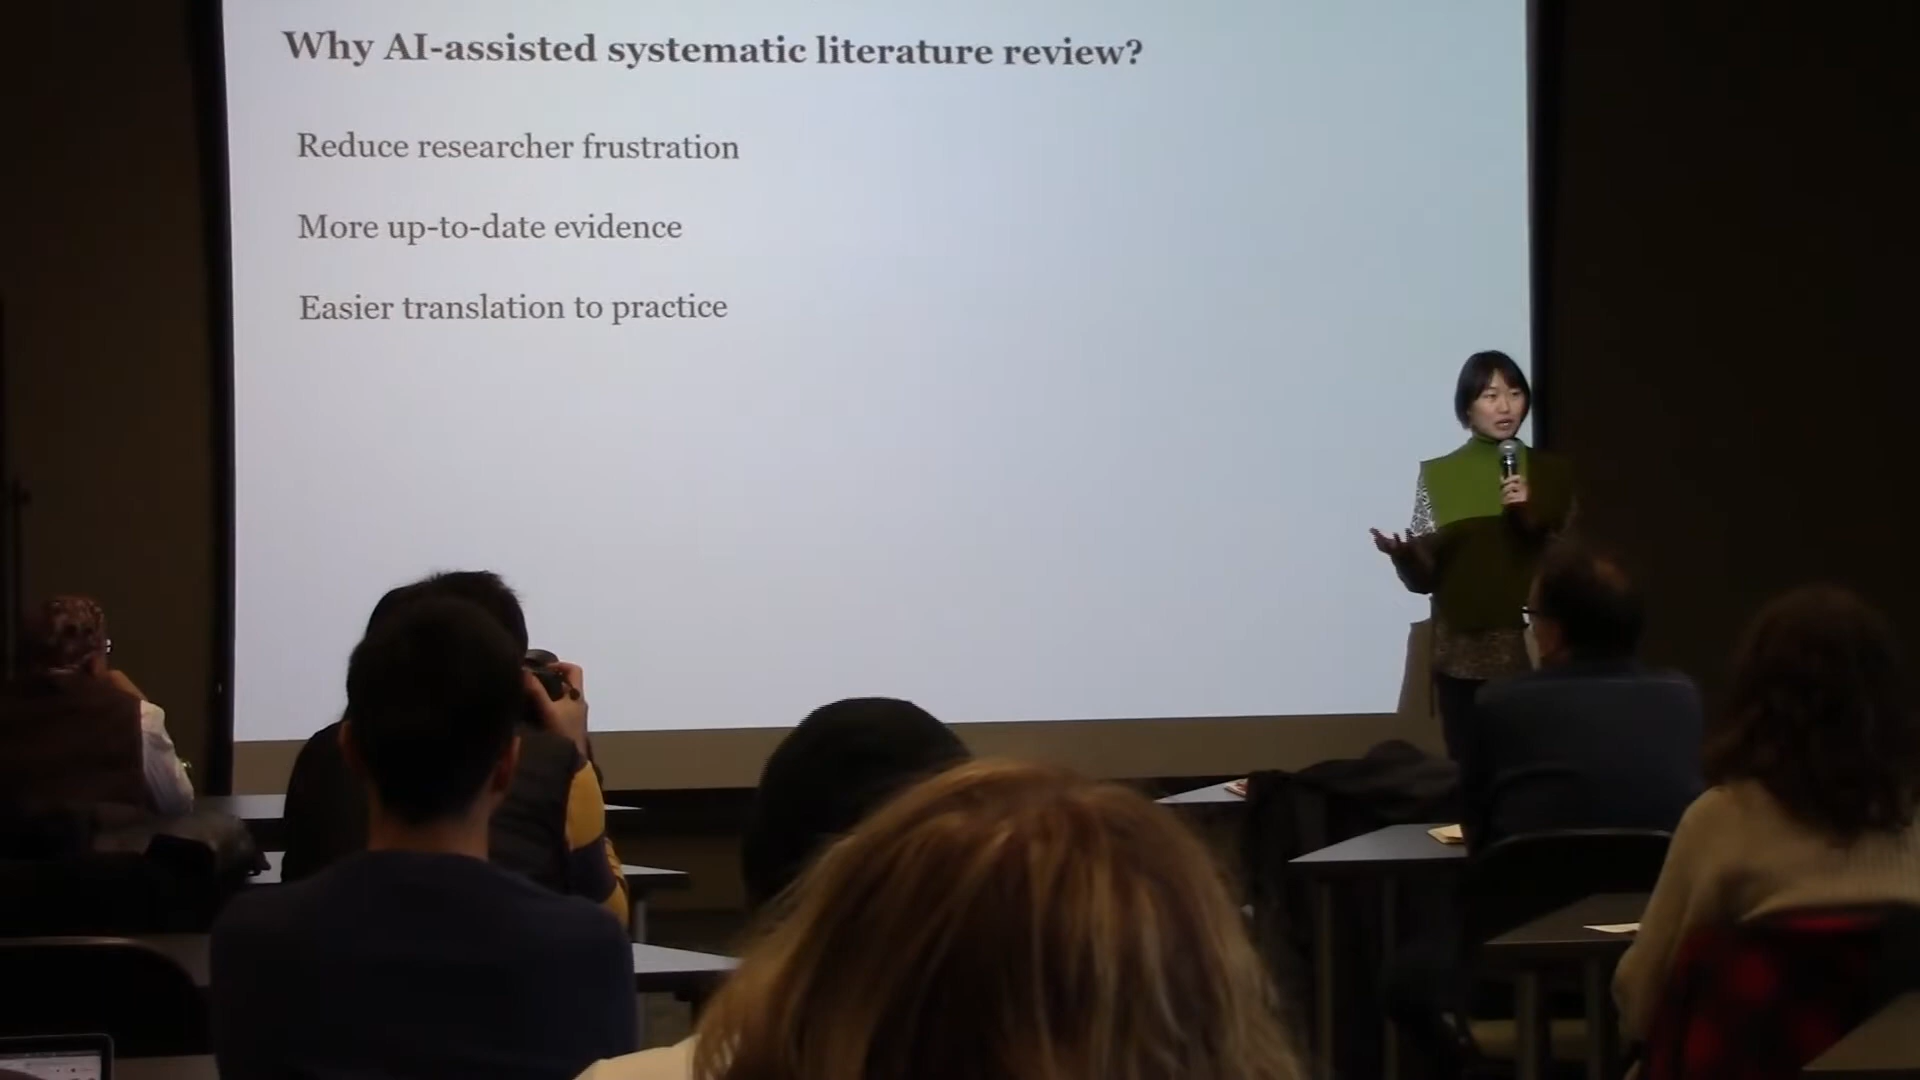 Why AI-assisted systematic literature review?
Reduce researcher frustration
More up-to-date evidence
Easier translation to practice